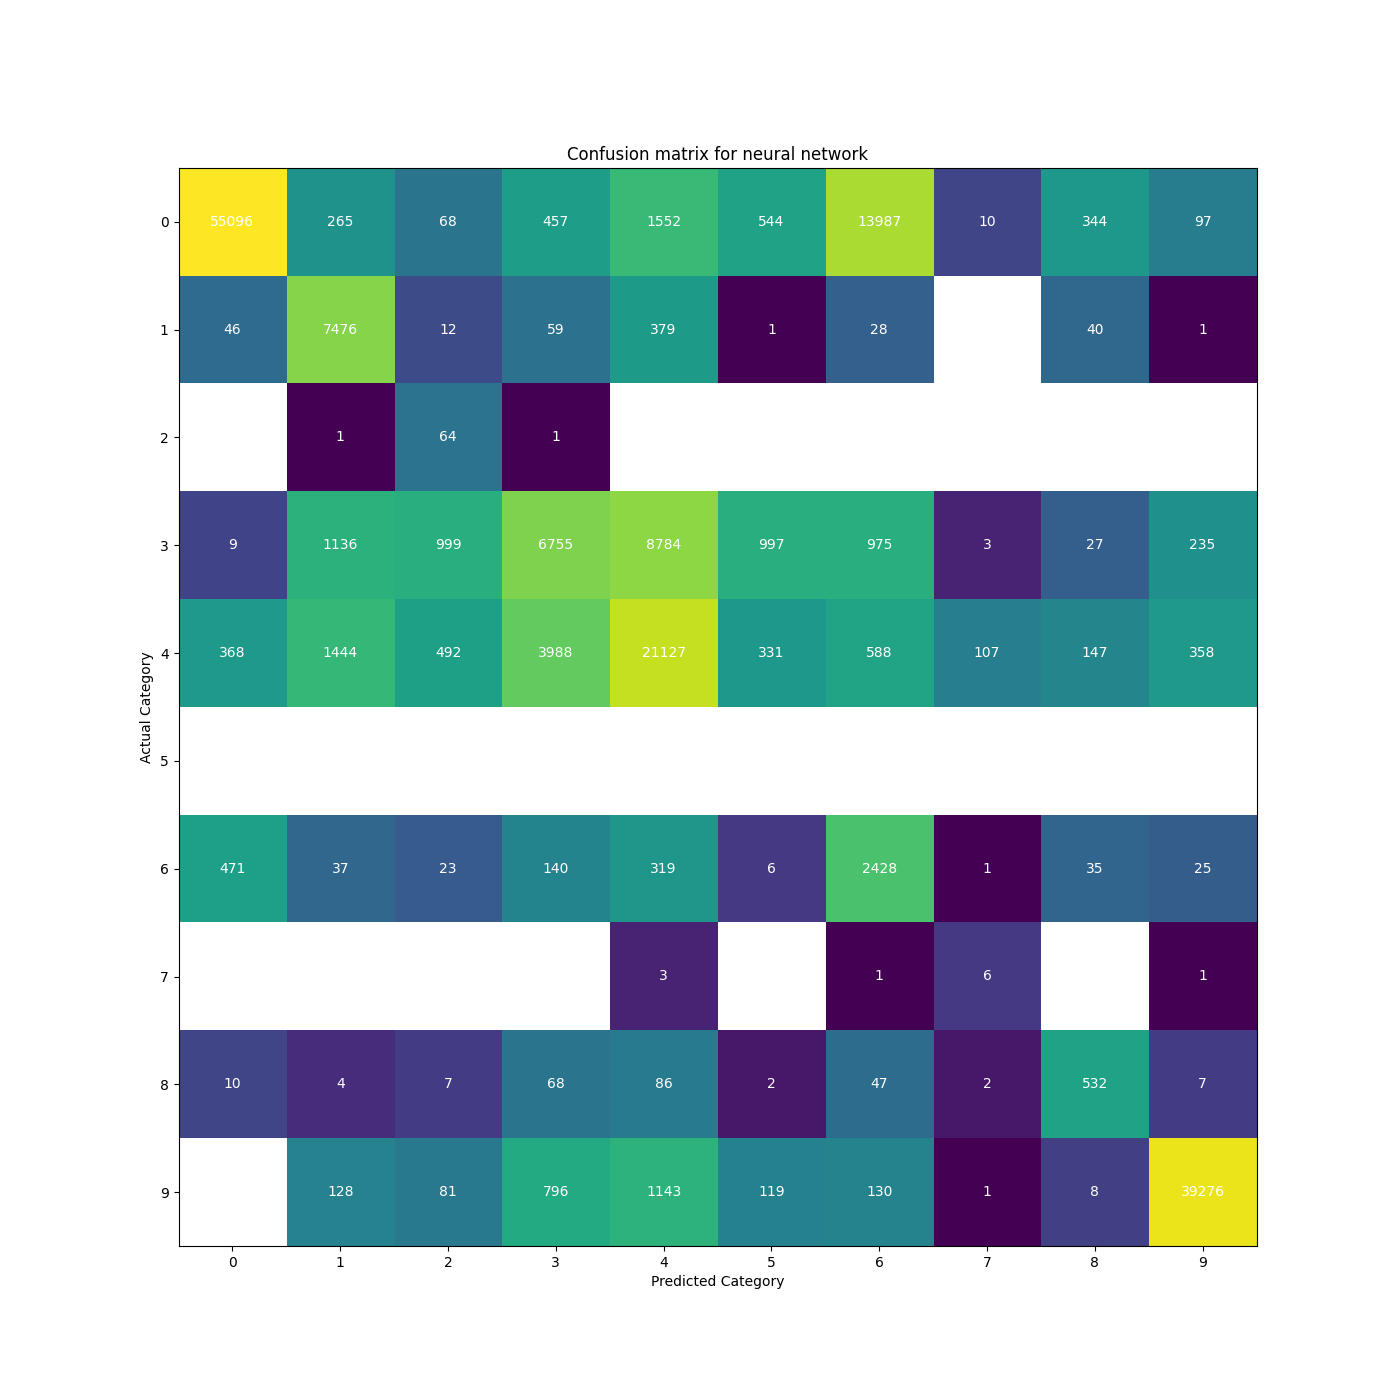 Confusion matrix for neural network
0 55096 265 68 457 1552 544 13987 10 344 97
1 46 7476 12 59 379 1 28 40 1
2 1 64 1
3 9 1136 999 6755 8784 997 975 3 27 235
4 368 1444 492 3988 21127 331 588 107 147 358
Actual Category
5
6 471 37 23 140 319 6 2428 1 35 25
7 3 1 6 1
8 10 4 7 68 86 2 47 2 532 7
9 128 81 796 1143 119 130 1 8 39276
0 1 2 3 4 5 6 7 8 9
Predicted Category